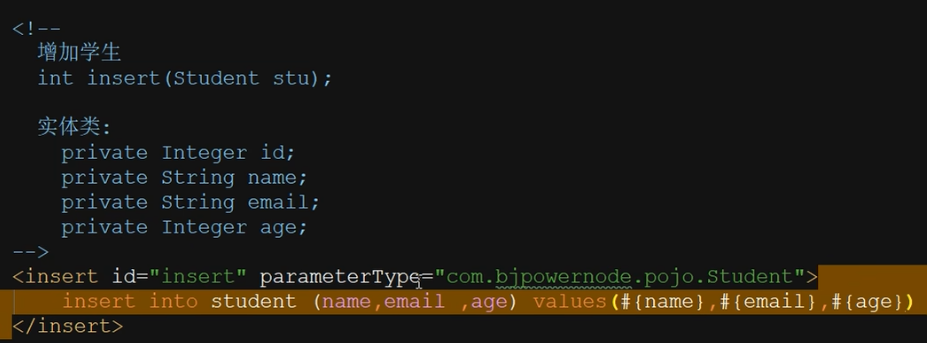 <!--
增加学生
int insert(Student stu);
实体类:
private Integer id;
private String name;
private String email;
private Integer age;
-->
<insert id="insert" parameterType="com.bjpowernode.pojo.Student">
insert into student (name,email ,age) values(#{name},#{email},#{age})
</insert>